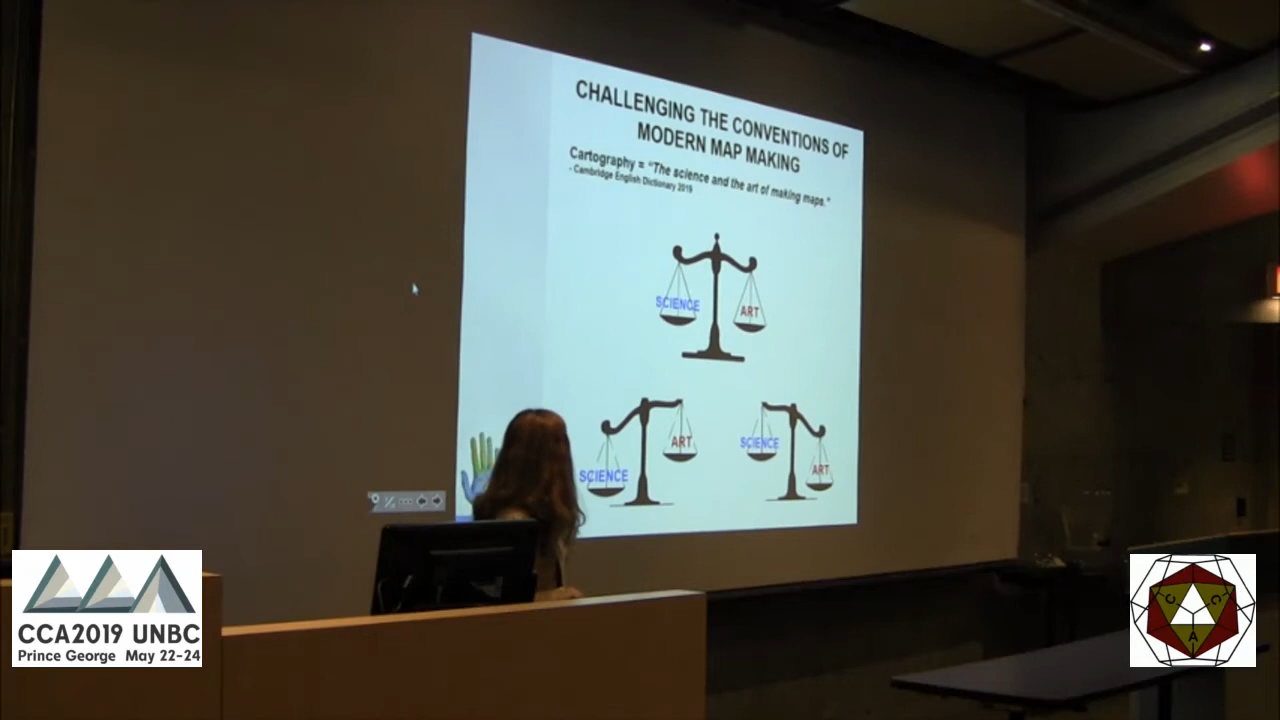 CHALLENGING THE CONVENTIONS OF
MODERN MAP MAKING
Cartography = "The science and the art of making maps."
- Cambridge English Dictionary 2019
SCIENCE
ART
SCIENCE
ART
SCIENCE
ART
CCA2019 UNBC
Prince George May 22-24
C C
A